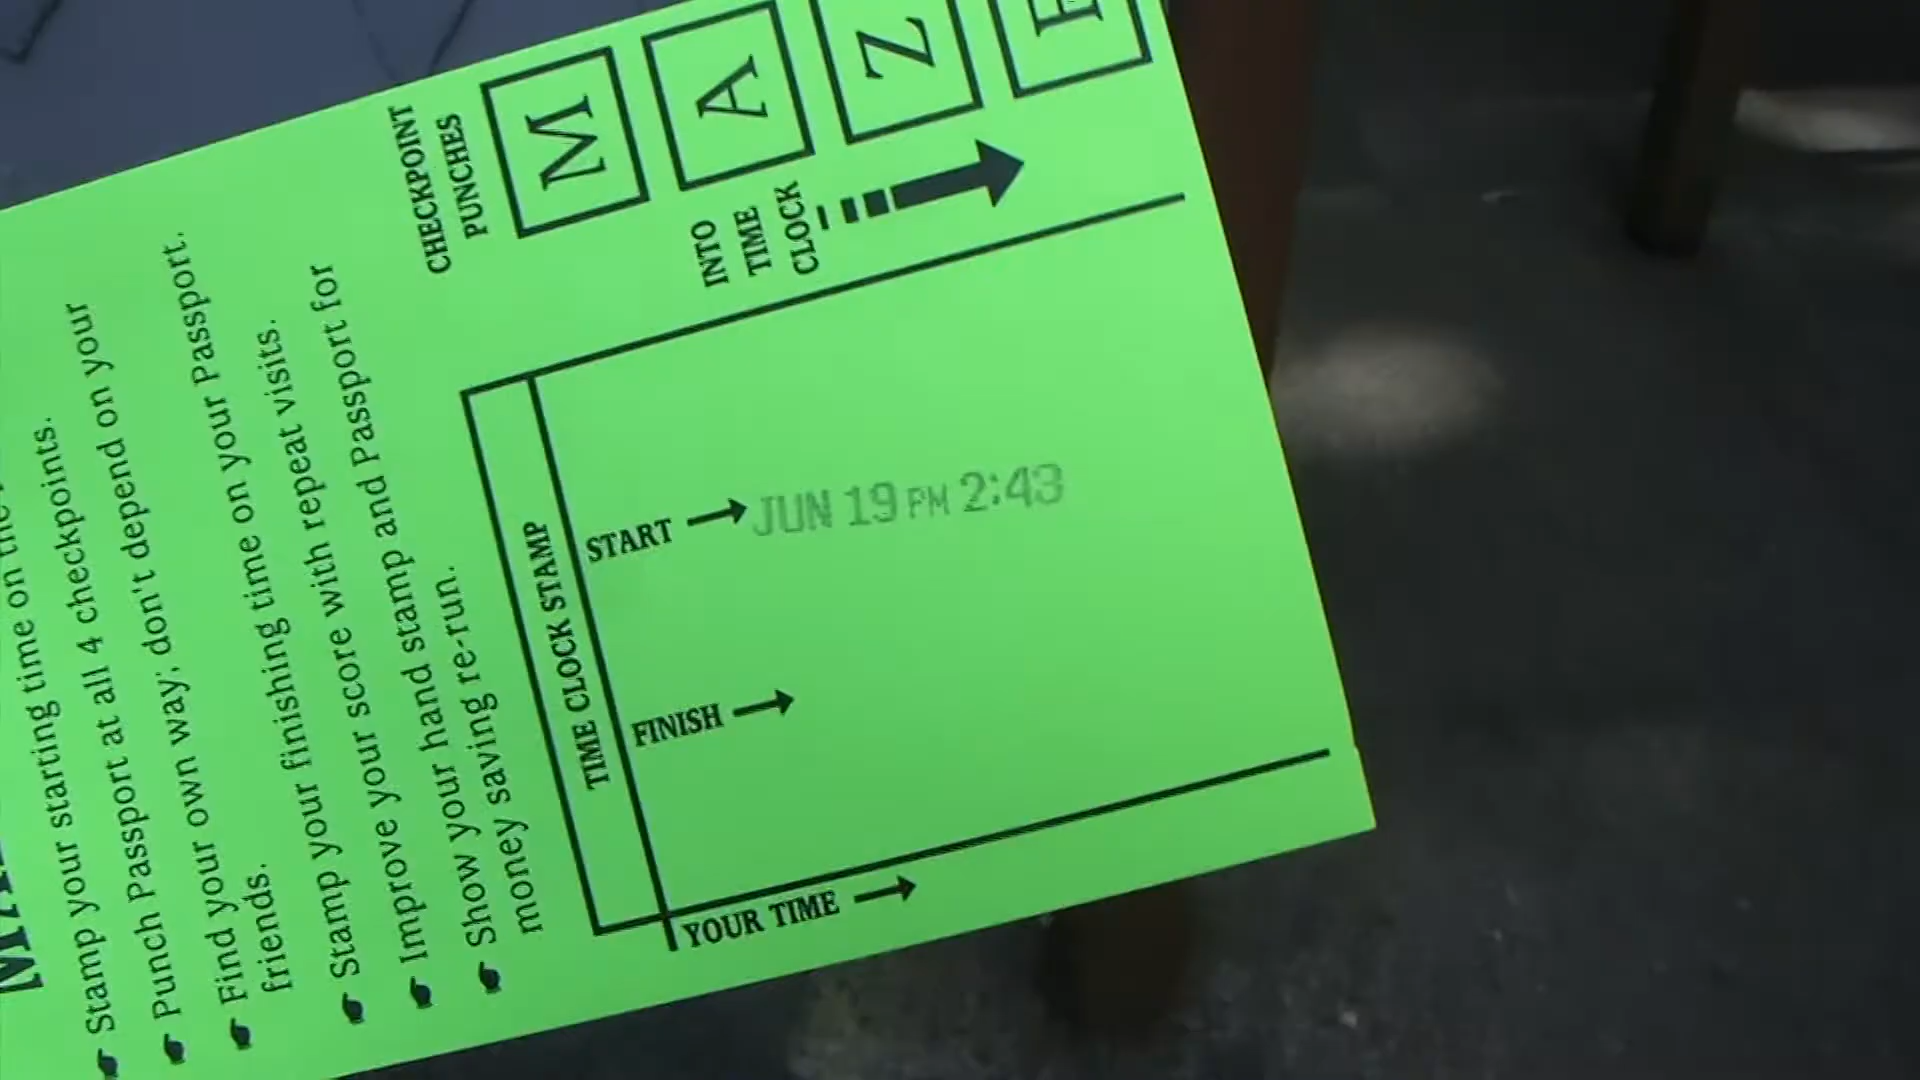 Stamp your starting time on the
Punch Passport at all 4 checkpoints.
Find your own way; don't depend on your
friends.
Stamp your finishing time on your Passport.
Improve your score with repeat visits.
Show your hand stamp and Passport for
money saving re-run.
CHECKPOINT
PUNCHES
M
A
Z
E
INTO
TIME
CLOCK
TIME CLOCK STAMP
START
JUN 19 PM 2:43
FINISH
YOUR TIME